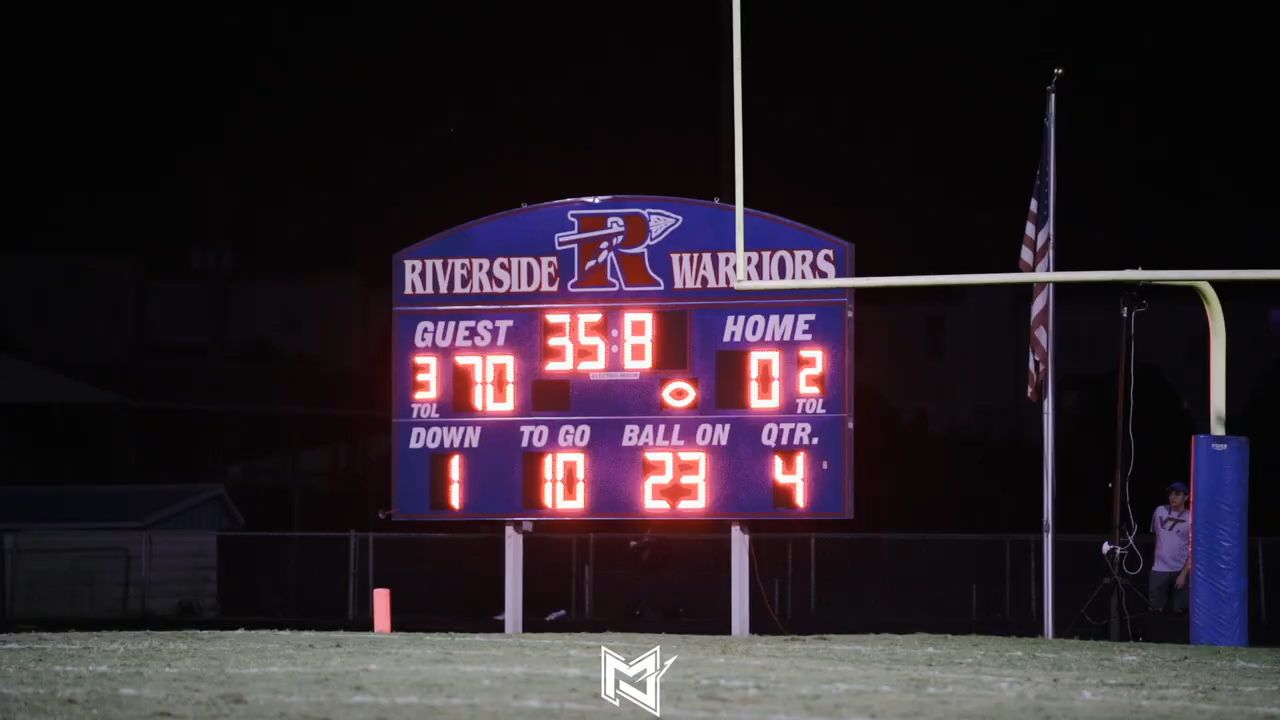 R
RIVERSIDE WARRIORS
GUEST 35:8 HOME
3 70 0 2
TOL TOL
DOWN TO GO BALL ON QTR.
1 10 23 4
VT